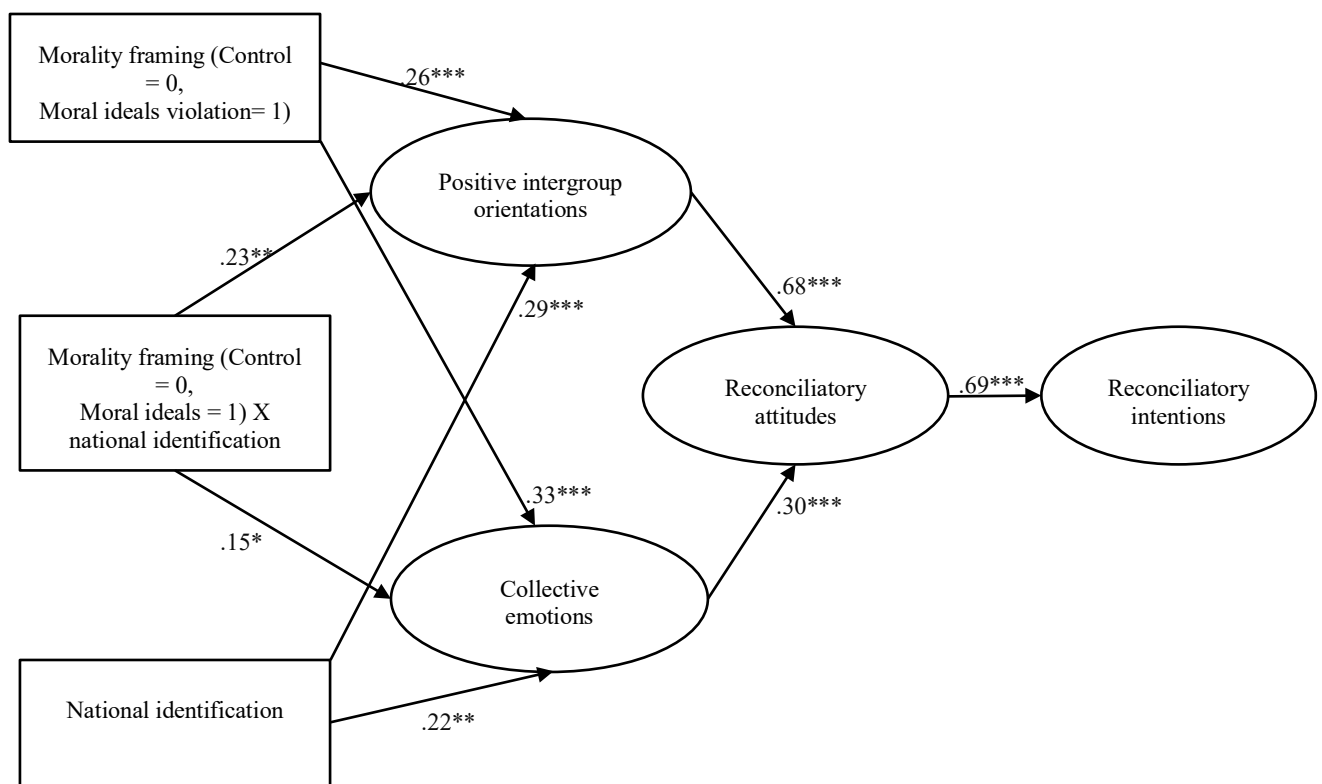 Morality framing (Control
= 0,
Moral ideals violation= 1)
.26***
Positive intergroup
orientations
.23**
.29***
.68***
Morality framing (Control
= 0,
Moral ideals = 1) X
national identification
Reconciliatory
attitudes
.69***
Reconciliatory
intentions
.33***
.30***
.15*
Collective
emotions
National identification
.22**